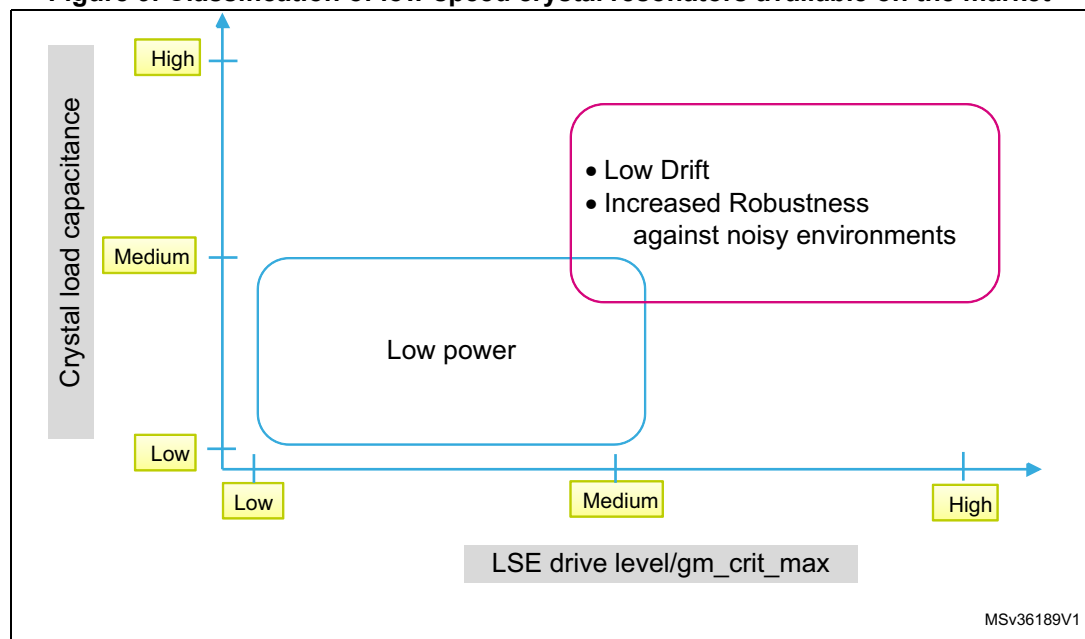 High
Crystal load capacitance
• Low Drift
• Increased Robustness
against noisy environments
Medium
Low power
Low
Low
Medium
High
LSE drive level/gm_crit_max
MSv36189V1